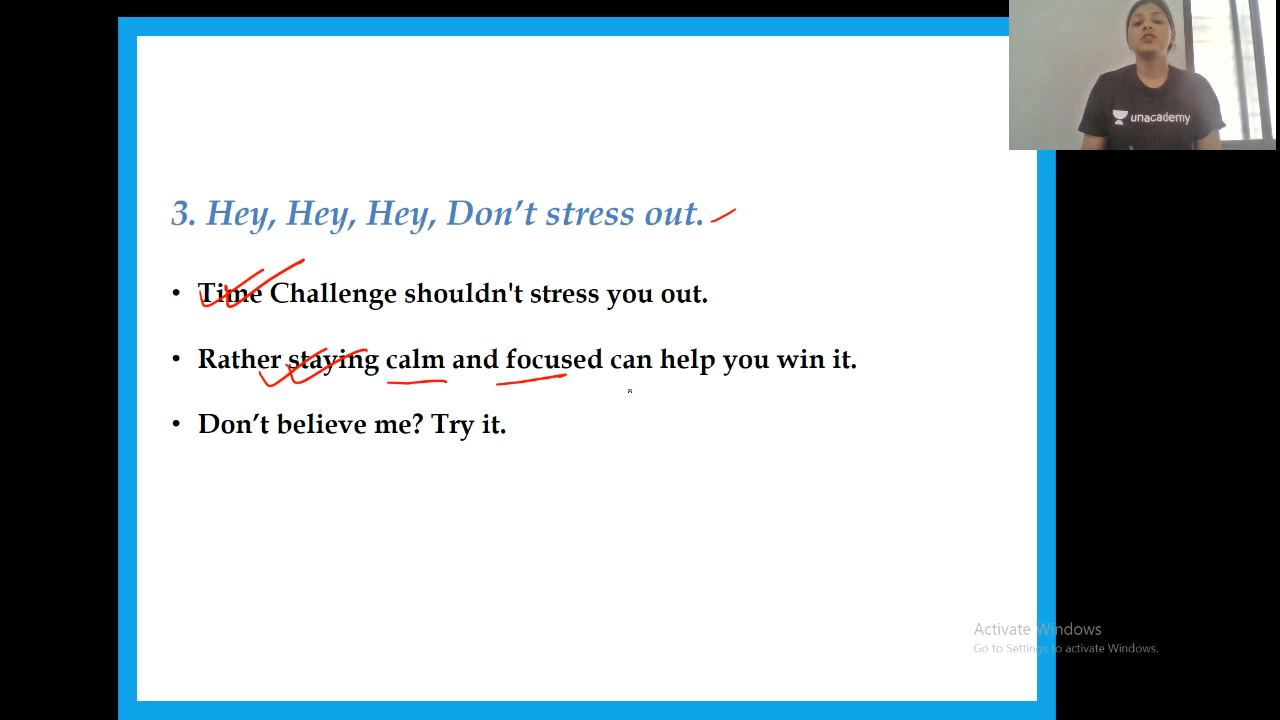 unacademy
3. Hey, Hey, Hey, Don’t stress out.
• Time Challenge shouldn't stress you out.
• Rather staying calm and focused can help you win it.
• Don’t believe me? Try it.
Activate Windows
Go to Settings to activate Windows.